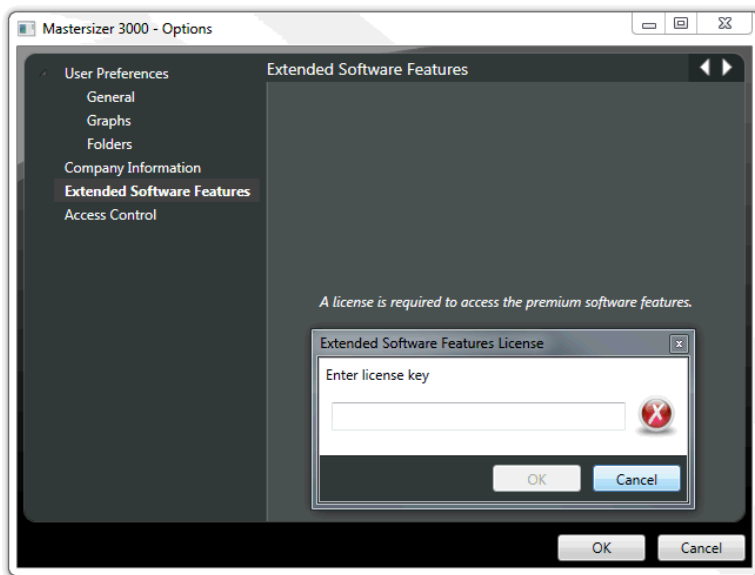 Mastersizer 3000 - Options
User Preferences
General
Graphs
Folders
Company Information
Extended Software Features
Access Control
Extended Software Features
A license is required to access the premium software features.
Extended Software Features License
Enter license key
OK
Cancel
OK
Cancel